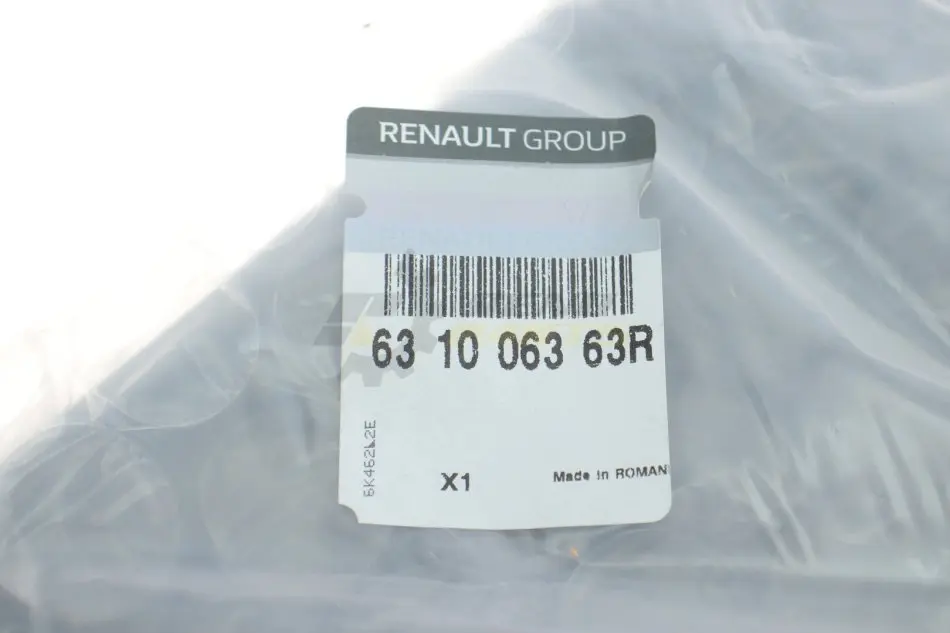 RENAULT GROUP
63 10 063 63R
6K462L2E
X1
Made in ROMAN